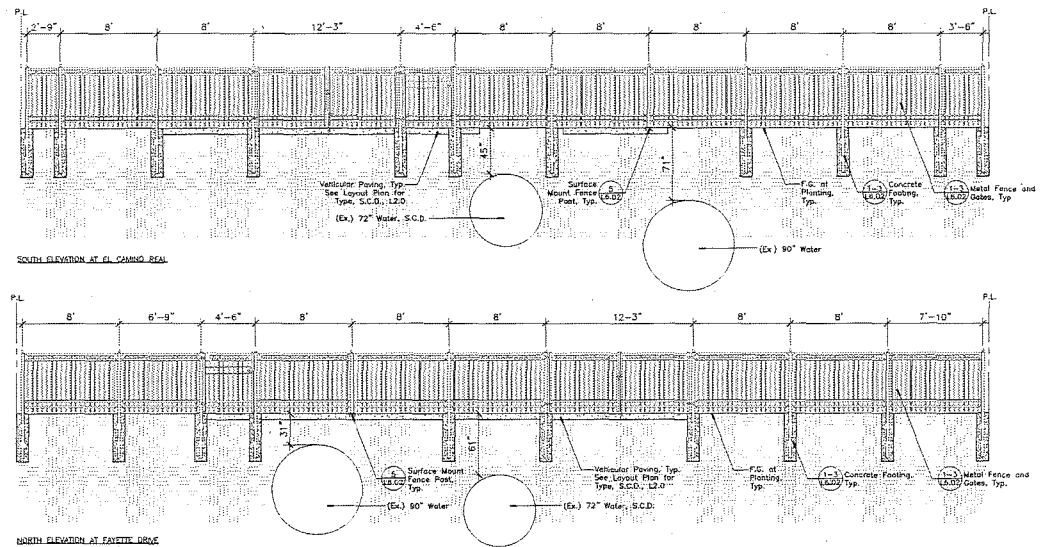 P.L.
P.L.
2'-9"
8'
8'
12'-3"
4'-6"
8'
8'
8'
8'
8'
3'-6"
45"
71"
Vehicular Paving, Typ.
See Layout Plan for
Type, S.C.D., L2.0
(Ex.) 72" Water, S.C.D.
Surface
Mount Fence
Post, Typ.
5
L6.02
F.G. at
Planting,
Typ.
1-3
L6.02
Concrete
Footing,
Typ.
1-3
L6.02
Metal Fence and
Gates, Typ
(Ex.) 90" Water
SOUTH ELEVATION AT EL CAMINO REAL
P.L.
P.L.
8'
6'-9"
4'-6"
8'
8'
8'
12-3"
8'
8'
7'-10"
31"
61"
5
L6.02
Surface Mount
Fence Post,
Typ.
(Ex.) 90" Water
Vehicular Paving, Typ.
See Layout Plan for
Type, S.C.D., L2.0
(Ex.) 72" Water, S.C.D.
F.G. at
Planting,
Typ.
1-3
L6.02
Concrete Footing,
Typ.
1-3
L6.02
Metal Fence and
Gates, Typ.
NORTH ELEVATION AT FAYETTE DRIVE